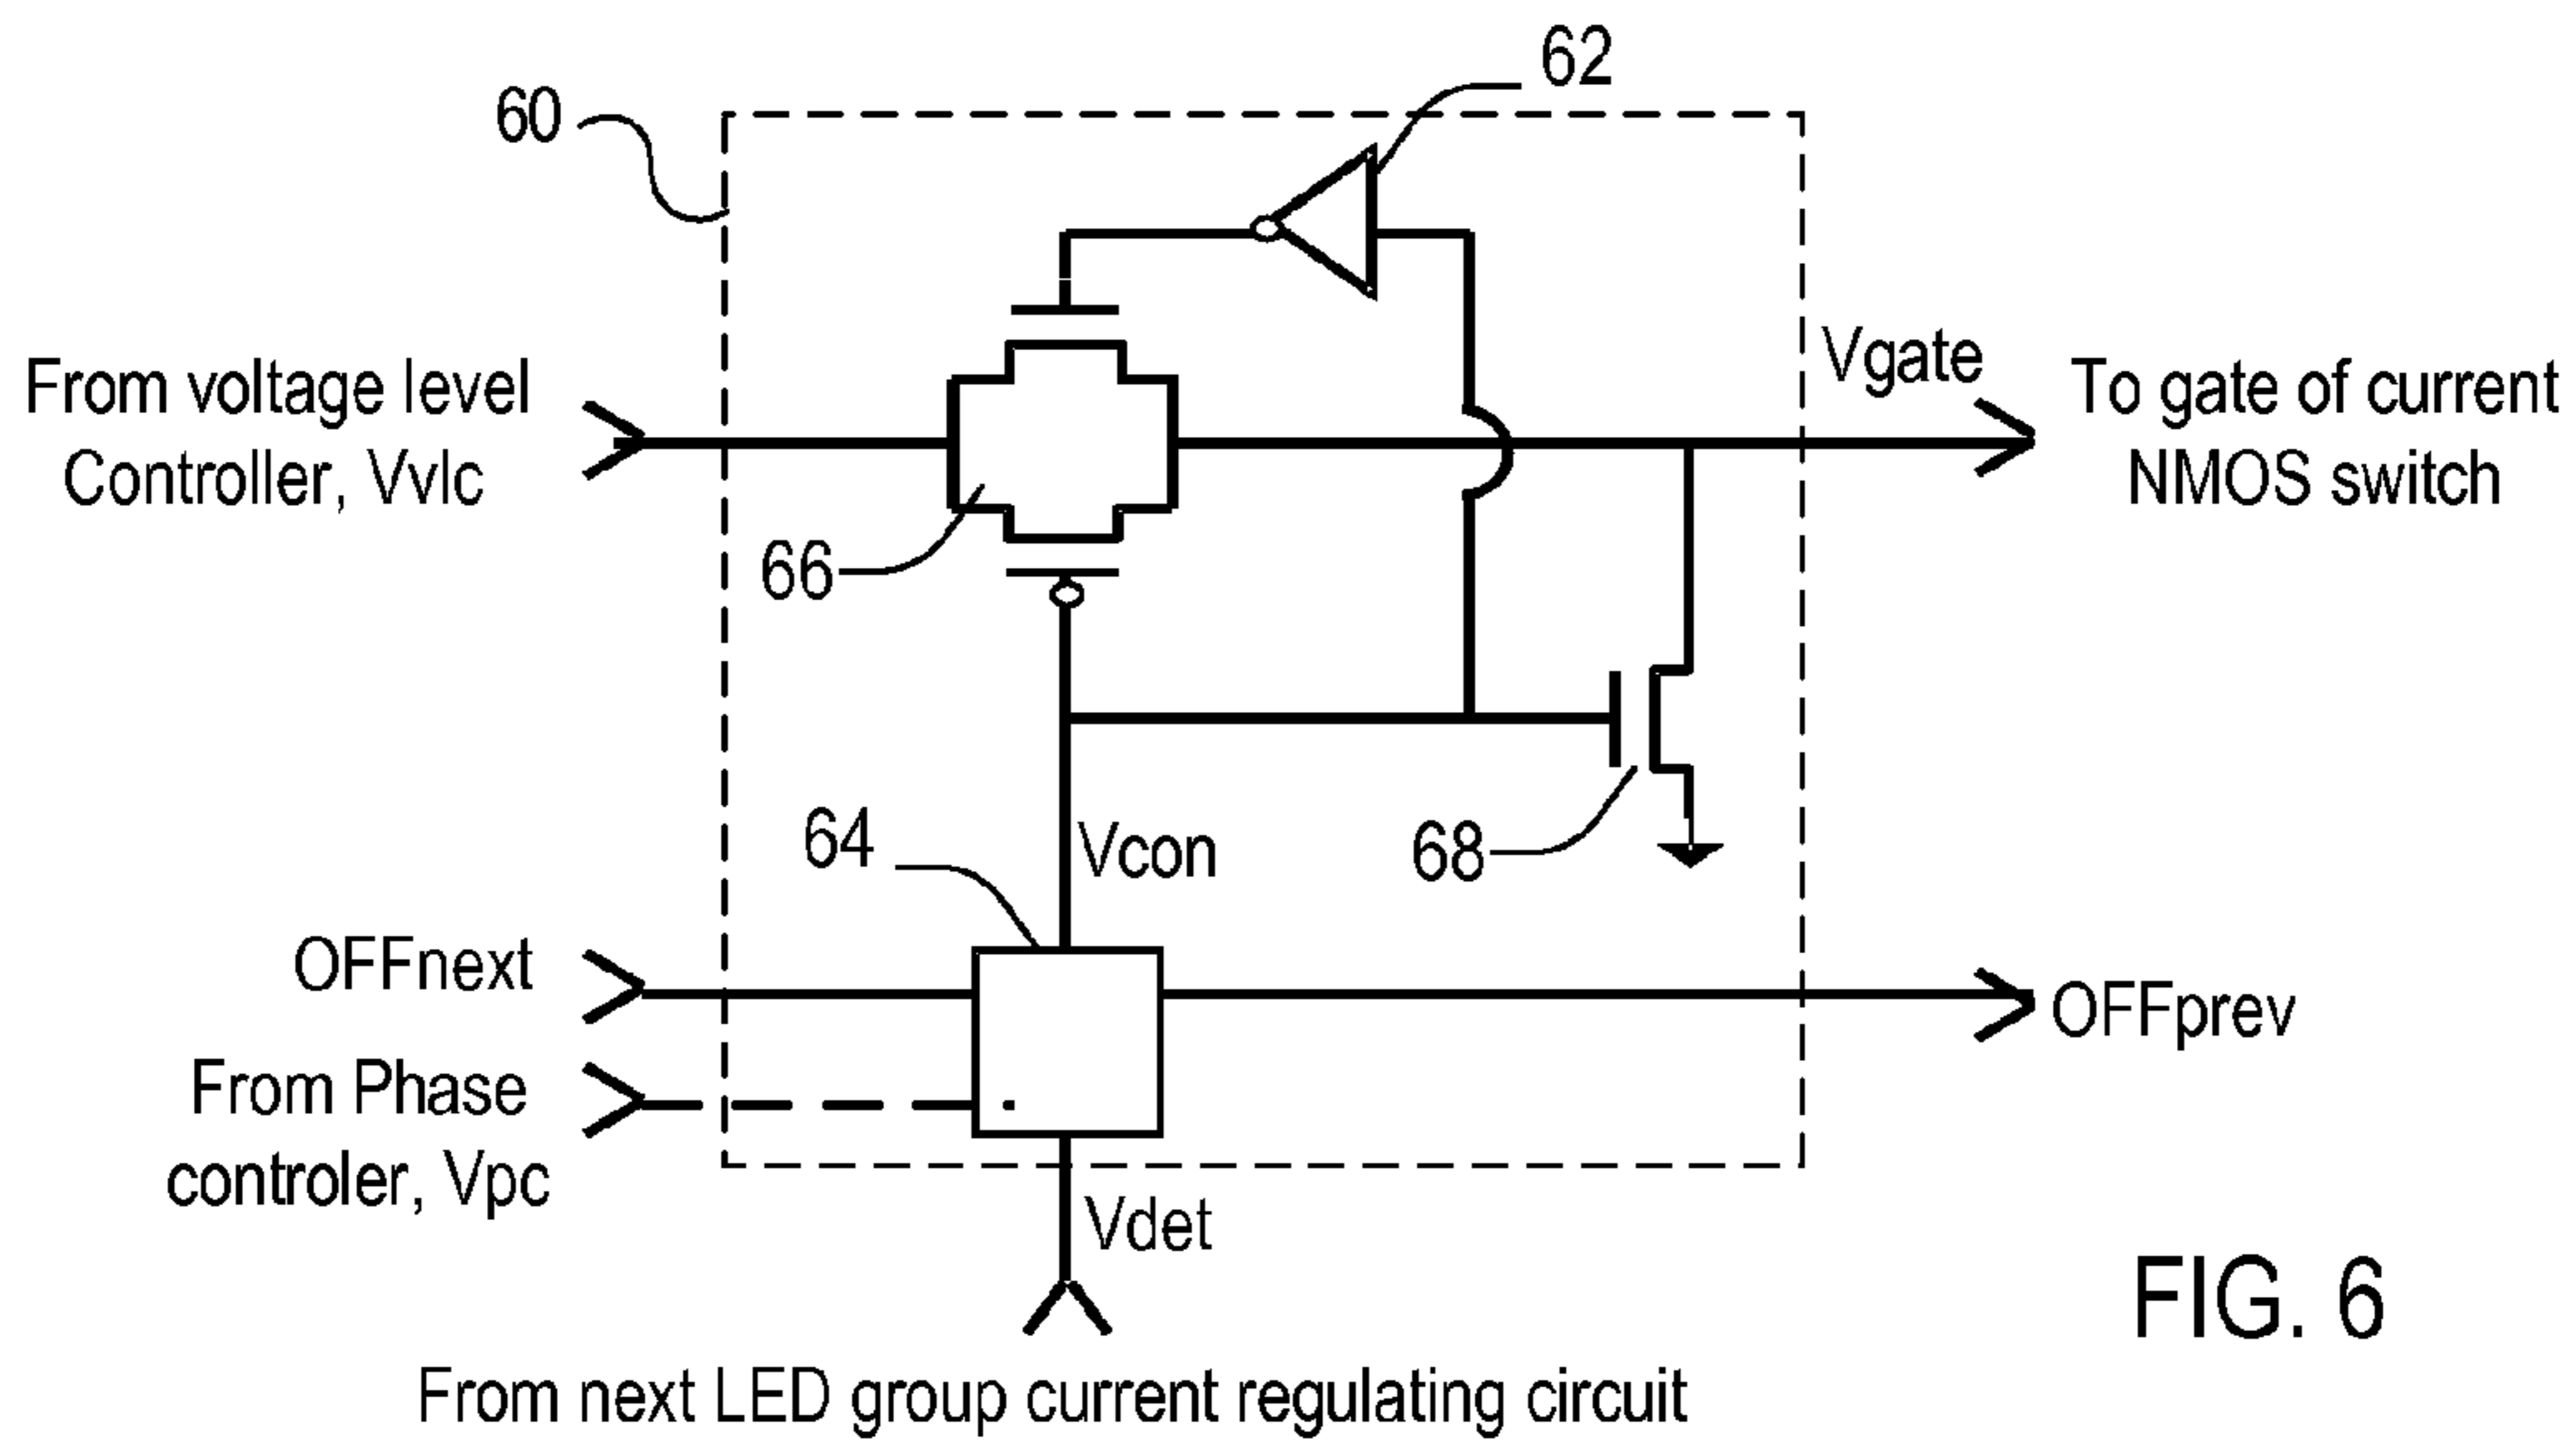 62
60
From voltage level
Controller, Vvlc
Vgate
To gate of current
NMOS switch
66
64
Vcon
68
OFFnext
OFFprev
From Phase
controler, Vpc
Vdet
FIG. 6
From next LED group current regulating circuit